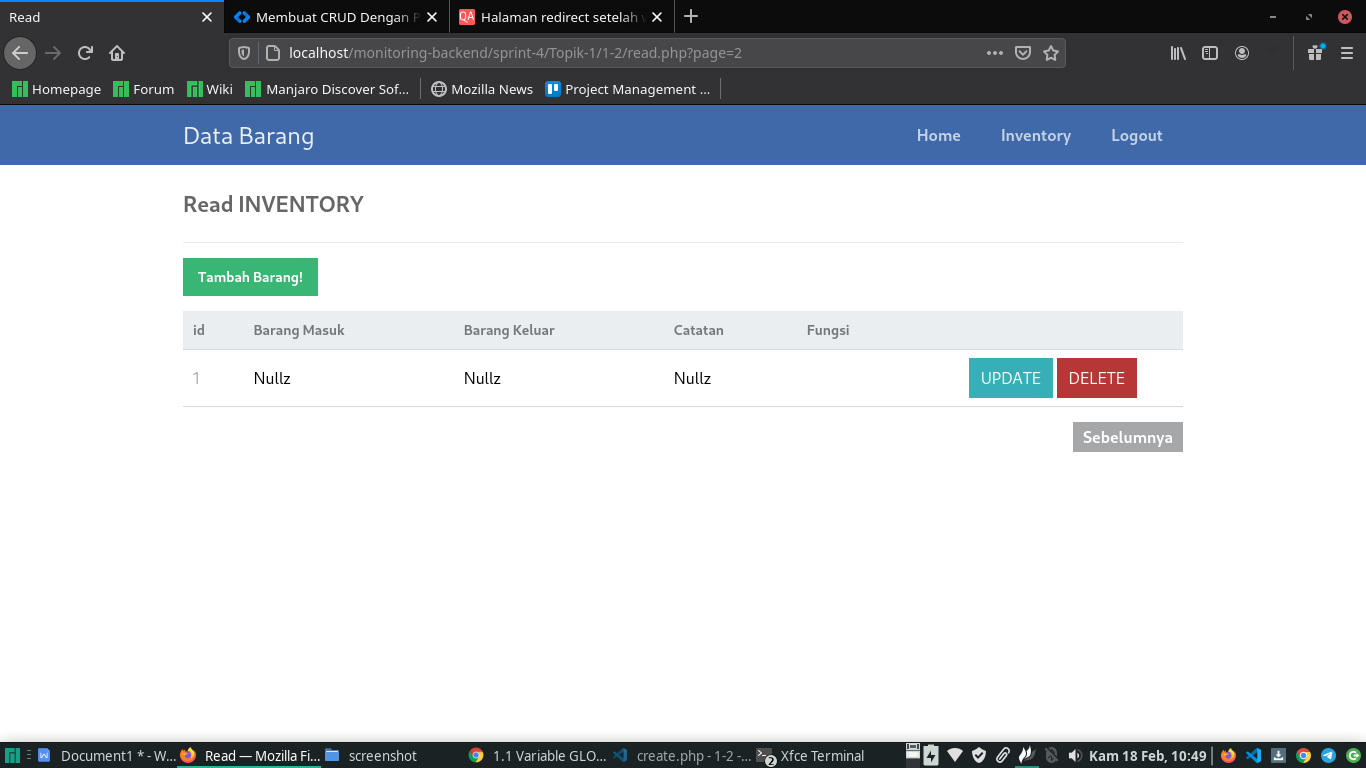 Read
Membuat CRUD Dengan P
QA Halaman redirect setelah w
localhost/monitoring-backend/sprint-4/Topik-1/1-2/read.php?page=2
Homepage Forum Wiki Manjaro Discover Sof... Mozilla News Project Management ...
Data Barang Home Inventory Logout
Read INVENTORY
Tambah Barang!
id Barang Masuk Barang Keluar Catatan Fungsi
1 Nullz Nullz Nullz UPDATE DELETE
Sebelumnya
Document1 * - W... Read — Mozilla Fi... screenshot 1.1 Variable GLO... create.php - 1-2 -... 2 Xfce Terminal Kam 18 Feb, 10:49